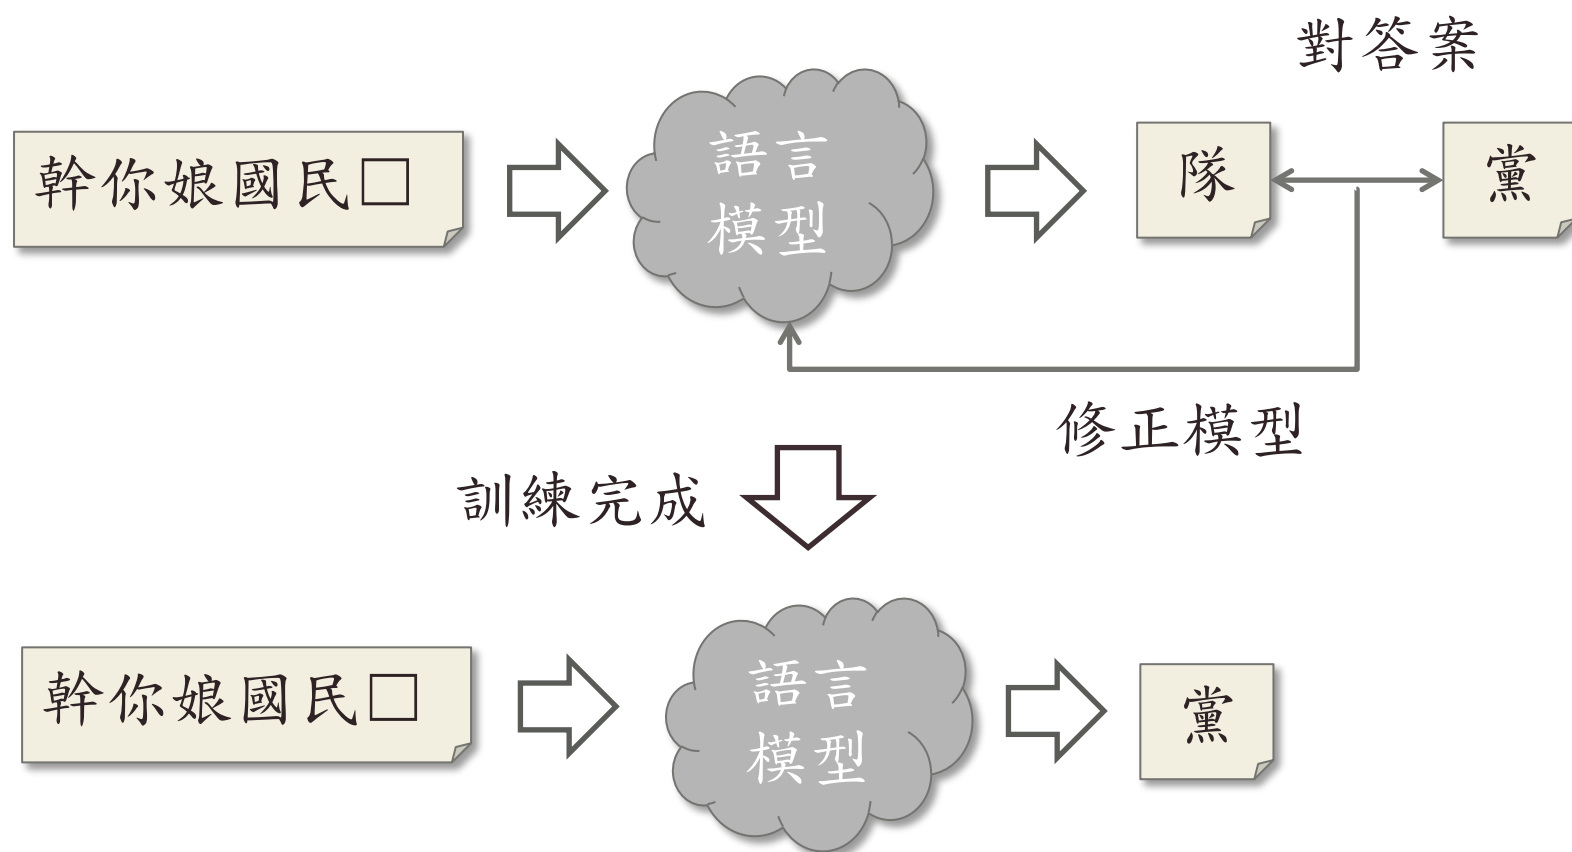 對答案
幹你娘國民□
語言
模型
隊
黨
修正模型
訓練完成
幹你娘國民□
語言
模型
黨